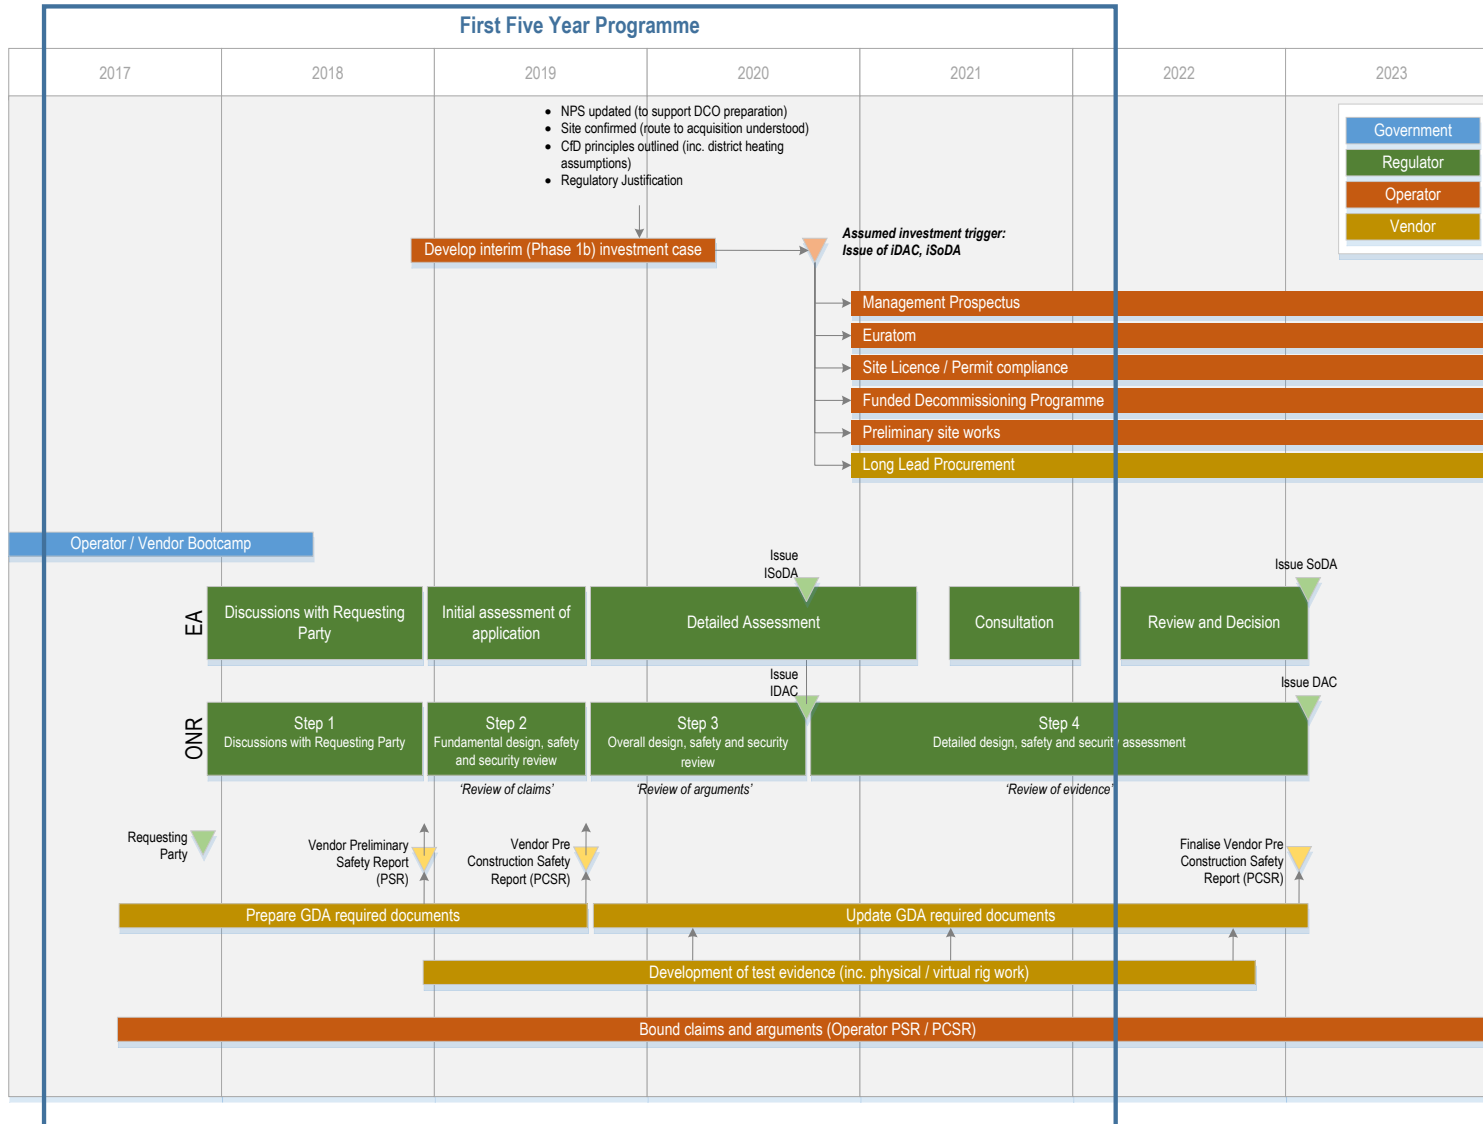 First Five Year Programme
2017 2018 2019 2020 2021 2022 2023
• NPS updated (to support DCO preparation)
• Site confirmed (route to acquisition understood)
• CfD principles outlined (inc. district heating
assumptions)
• Regulatory Justification
Government
Regulator
Operator
Vendor
Develop interim (Phase 1b) investment case
Assumed investment trigger:
Issue of iDAC, iSoDA
Management Prospectus
Euratom
Site Licence / Permit compliance
Funded Decommissioning Programme
Preliminary site works
Long Lead Procurement
Operator / Vendor Bootcamp
Issue
ISoDA
Issue SoDA
EA
Discussions with Requesting
Party
Initial assessment of
application
Detailed Assessment
Consultation
Review and Decision
Issue
IDAC
Issue DAC
ONR
Step 1
Discussions with Requesting Party
Step 2
Fundamental design, safety
and security review
Step 3
Overall design, safety and security
review
Step 4
Detailed design, safety and security assessment
‘Review of claims’
‘Review of arguments’
‘Review of evidence’
Requesting
Party
Vendor Preliminary
Safety Report
(PSR)
Vendor Pre
Construction Safety
Report (PCSR)
Finalise Vendor Pre
Construction Safety
Report (PCSR)
Prepare GDA required documents
Update GDA required documents
Development of test evidence (inc. physical / virtual rig work)
Bound claims and arguments (Operator PSR / PCSR)